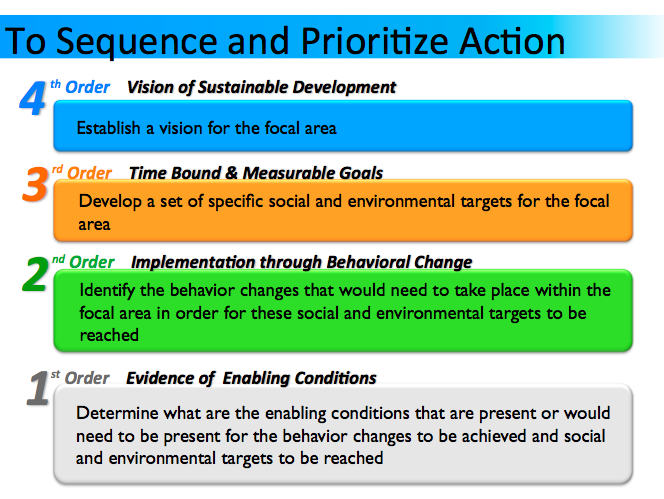 To Sequence and Prioritize Action
4th Order Vision of Sustainable Development
Establish a vision for the focal area
3rd Order Time Bound & Measurable Goals
Develop a set of specific social and environmental targets for the focal
area
2nd Order Implementation through Behavioral Change
Identify the behavior changes that would need to take place within the
focal area in order for these social and environmental targets to be
reached
1st Order Evidence of Enabling Conditions
Determine what are the enabling conditions that are present or would
need to be present for the behavior changes to be achieved and social
and environmental targets to be reached